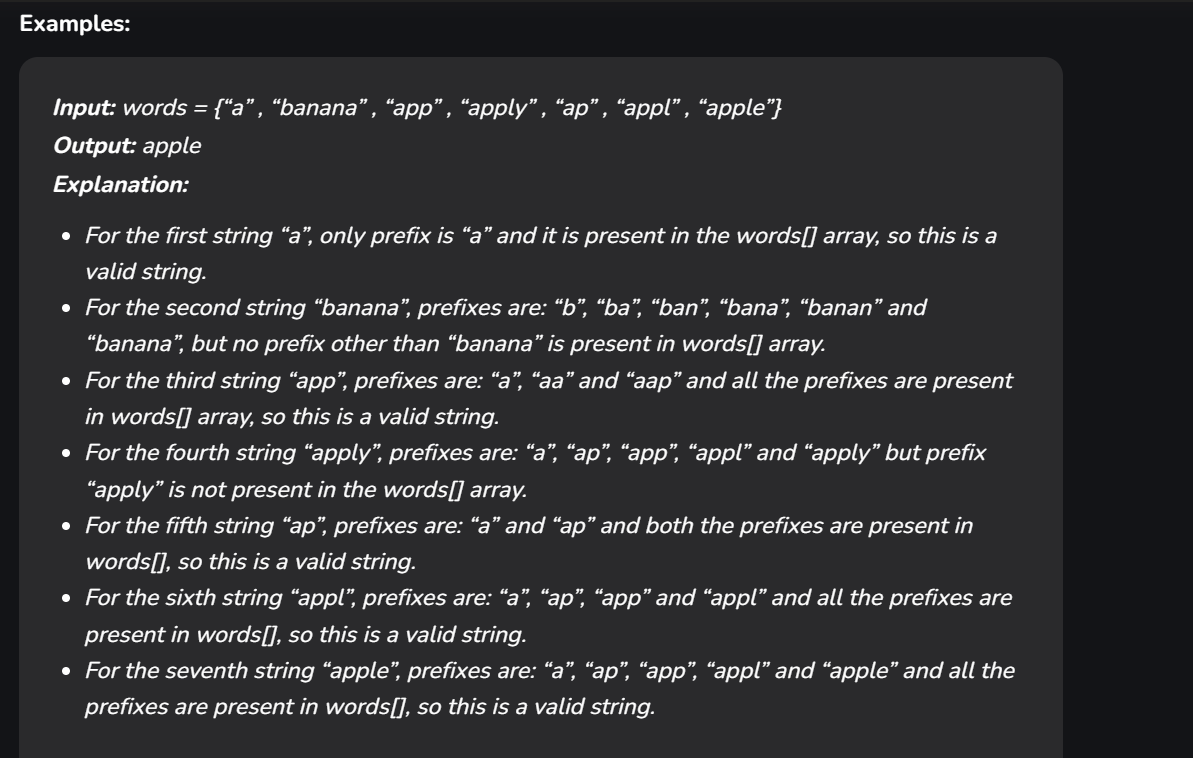 Examples:
Input: words = {“a” , “banana” , “app” , “apply” , “ap” , “appl” , “apple”}
Output: apple
Explanation:
• For the first string “a”, only prefix is “a” and it is present in the words[] array, so this is a
valid string.
• For the second string “banana”, prefixes are: “b”, “ba”, “ban”, “bana”, “banan” and
“banana”, but no prefix other than “banana” is present in words[] array.
• For the third string “app”, prefixes are: “a”, “aa” and “aap” and all the prefixes are present
in words[] array, so this is a valid string.
• For the fourth string “apply”, prefixes are: “a”, “ap”, “app”, “appl” and “apply” but prefix
“apply” is not present in the words[] array.
• For the fifth string “ap”, prefixes are: “a” and “ap” and both the prefixes are present in
words[], so this is a valid string.
• For the sixth string “appl”, prefixes are: “a”, “ap”, “app” and “appl” and all the prefixes are
present in words[], so this is a valid string.
• For the seventh string “apple”, prefixes are: “a”, “ap”, “app”, “appl” and “apple” and all the
prefixes are present in words[], so this is a valid string.